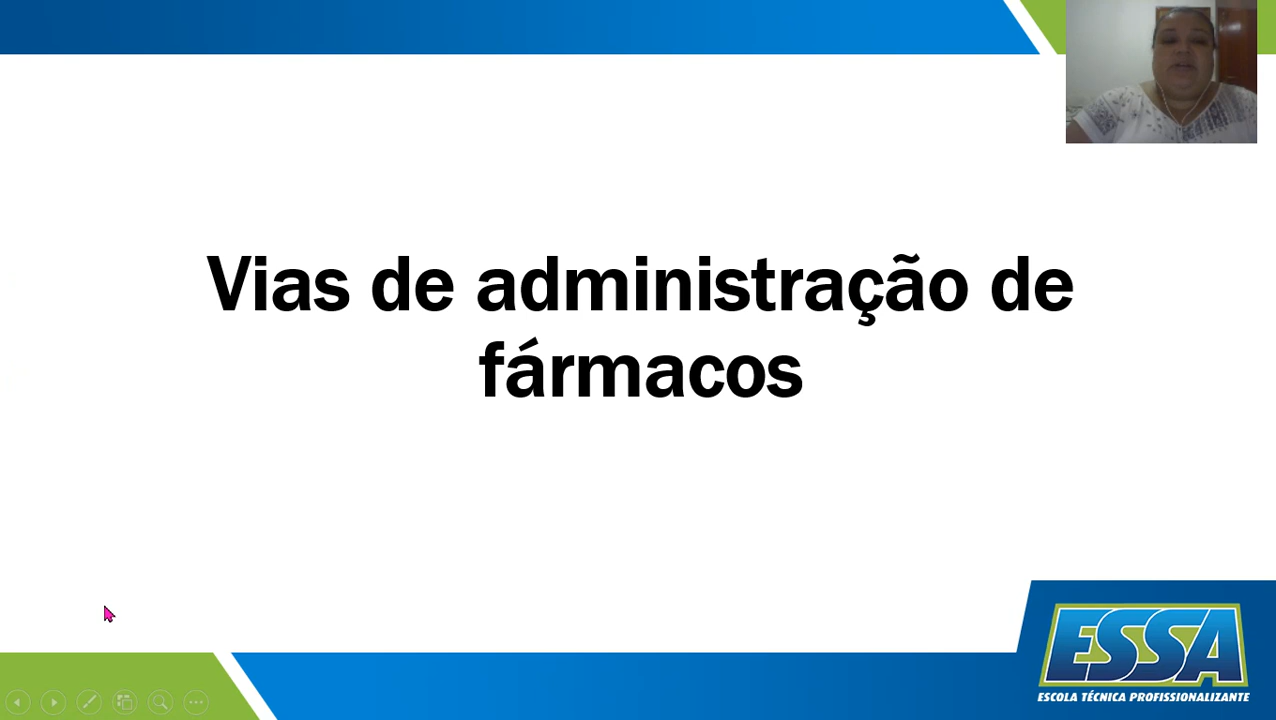 Vias de administração de
fármacos
ESSA
ESCOLA TÉCNICA PROFISSIONALIZANTE